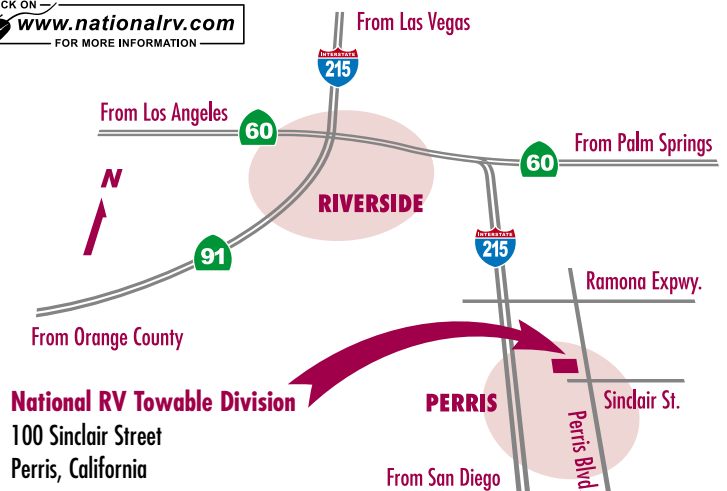 CK ON
www.nationalrv.com
FOR MORE INFORMATION
From Las Vegas
INTERSTATE
215
From Los Angeles
60
From Palm Springs
60
N
RIVERSIDE
91
INTERSTATE
215
Ramona Expwy.
From Orange County
National RV Towable Division
100 Sinclair Street
Perris, California
PERRIS
Sinclair St.
Perris Blvd
From San Diego